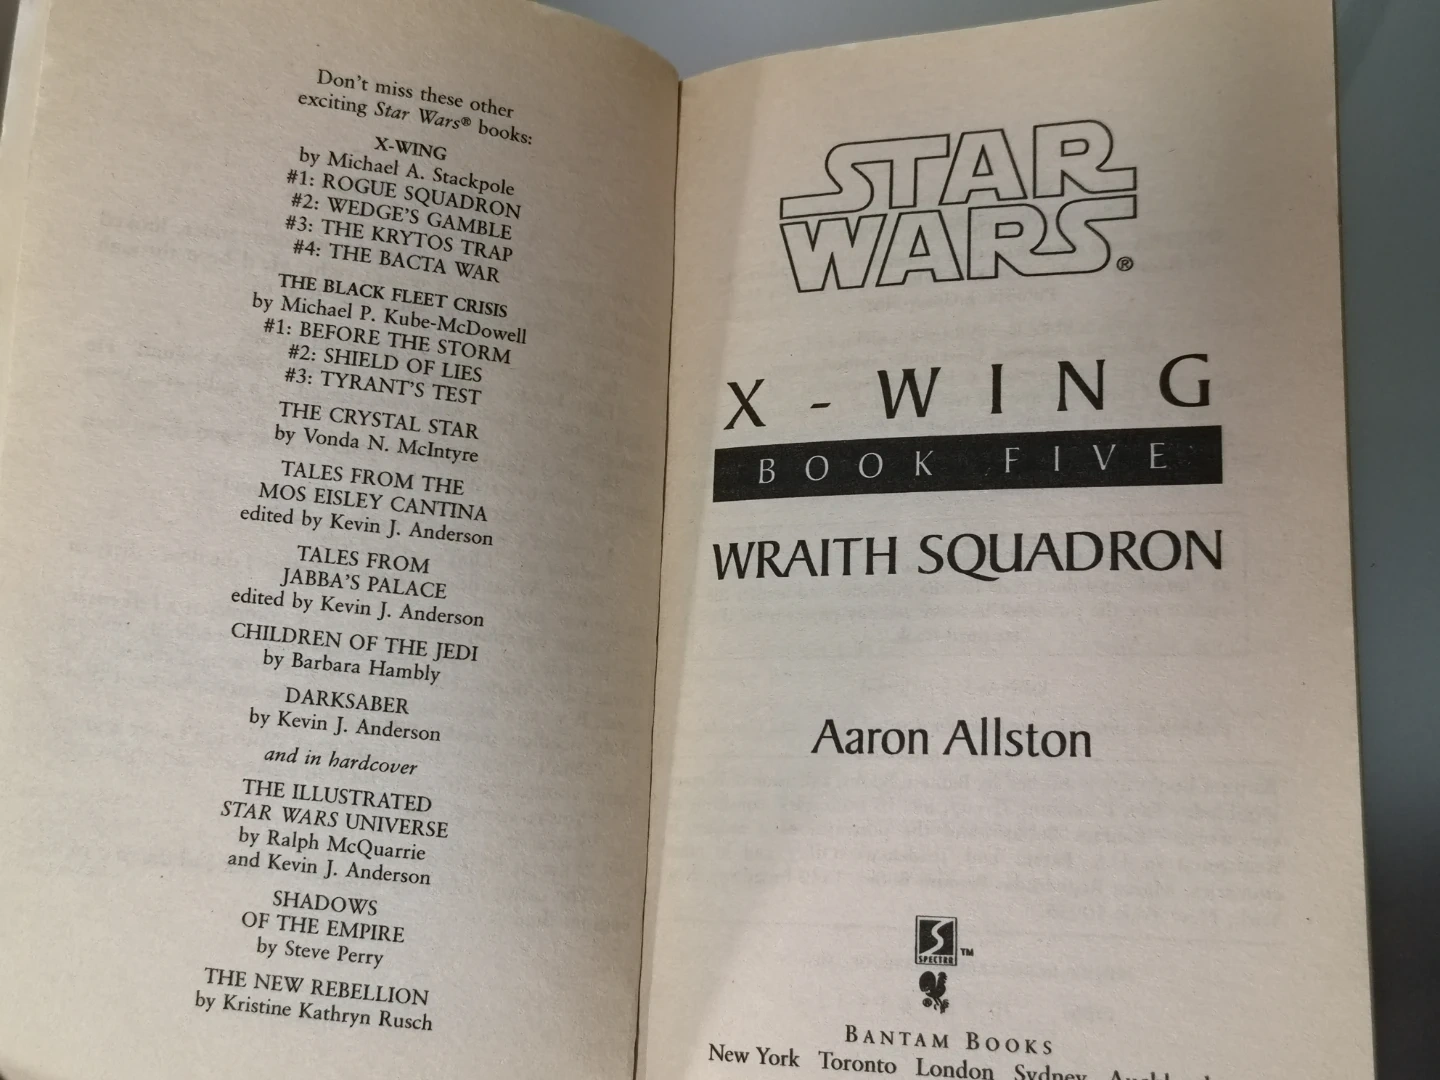 Don't miss these other
exciting Star Wars® books:
X-WING
by Michael A. Stackpole
#1: ROGUE SQUADRON
#2: WEDGE'S GAMBLE
#3: THE KRYTOS TRAP
#4: THE BACTA WAR
THE BLACK FLEET CRISIS
by Michael P. Kube-McDowell
#1: BEFORE THE STORM
#2: SHIELD OF LIES
#3: TYRANT'S TEST
THE CRYSTAL STAR
by Vonda N. McIntyre
TALES FROM THE
MOS EISLEY CANTINA
edited by Kevin J. Anderson
TALES FROM
JABBA'S PALACE
edited by Kevin J. Anderson
CHILDREN OF THE JEDI
by Barbara Hambly
DARKSABER
by Kevin J. Anderson
and in hardcover
THE ILLUSTRATED
STAR WARS UNIVERSE
by Ralph McQuarrie
and Kevin J. Anderson
SHADOWS
OF THE EMPIRE
by Steve Perry
THE NEW REBELLION
by Kristine Kathryn Rusch
STAR
WARS®
X-WING
BOOK FIVE
WRAITH SQUADRON
Aaron Allston
SPECTRA™
BANTAM BOOKS
New York Toronto London Sydney